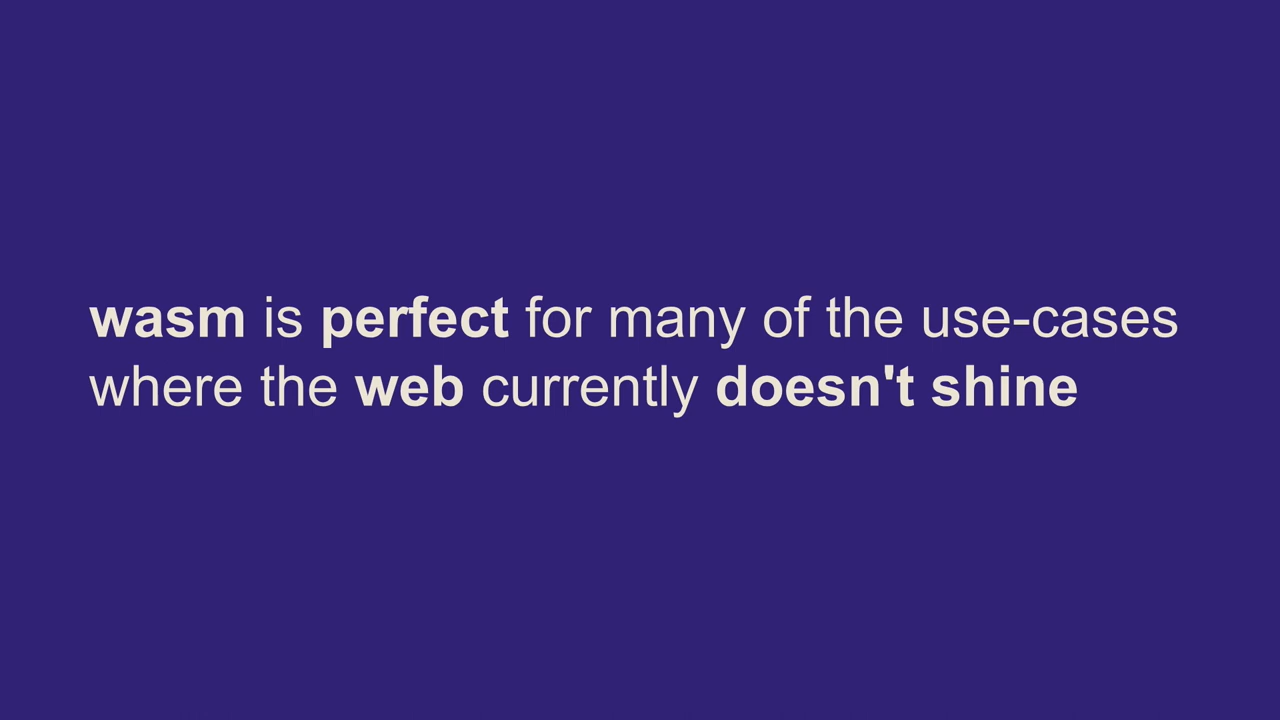 wasm is perfect for many of the use-cases
where the web currently doesn't shine